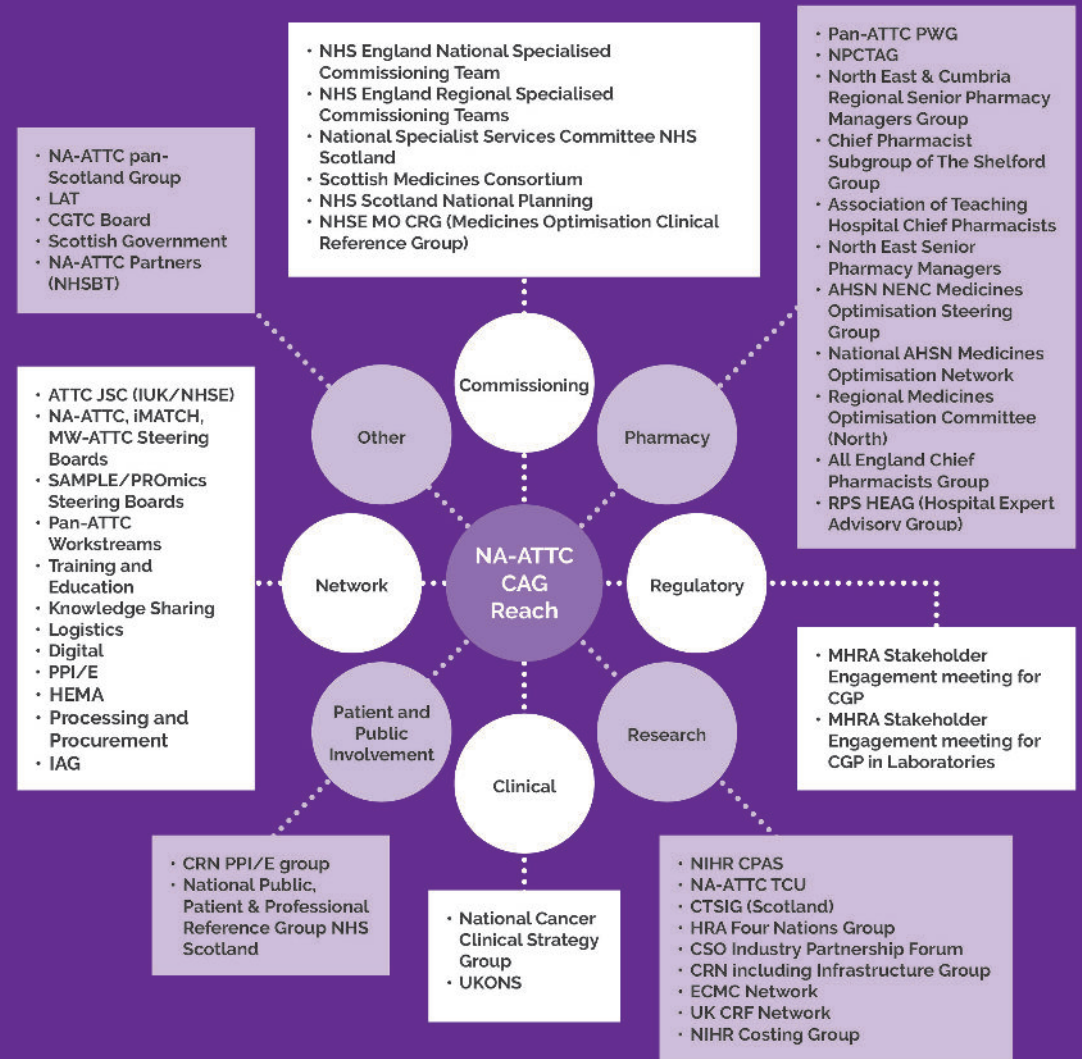 • NHS England National Specialised
Commissioning Team
• NHS England Regional Specialised
Commissioning Teams
• National Specialist Services Committee NHS
Scotland
• Scottish Medicines Consortium
• NHS Scotland National Planning
• NHSE MO CRG (Medicines Optimisation Clinical
Reference Group)
• Pan-ATTC PWG
• NPCTAG
• North East & Cumbria
Regional Senior Pharmacy
Managers Group
• Chief Pharmacist
Subgroup of The Shelford
Group
• Association of Teaching
Hospital Chief Pharmacists
• North East Senior
Pharmacy Managers
• AHSN NENC Medicines
Optimisation Steering
Group
• National AHSN Medicines
Optimisation Network
• Regional Medicines
Optimisation Committee
(North)
• All England Chief
Pharmacists Group
• RPS HEAG (Hospital Expert
Advisory Group)
• NA-ATTC pan-
Scotland Group
• LAT
• CGTC Board
• Scottish Government
• NA-ATTC Partners
(NHSBT)
• ATTC JSC (IUK/NHSE)
• NA-ATTC, iMATCH,
MW-ATTC Steering
Boards
• SAMPLE/PROmics
Steering Boards
• Pan-ATTC
Workstreams
• Training and
Education
• Knowledge Sharing
• Logistics
• Digital
• PPI/E
• HEMA
• Processing and
Procurement
• IAG
Commissioning
Other
Pharmacy
Network
NA-ATTC
CAG
Reach
Regulatory
Patient and
Public
Involvement
Research
Clinical
• MHRA Stakeholder
Engagement meeting for
CGP
• MHRA Stakeholder
Engagement meeting for
CGP in Laboratories
• CRN PPI/E group
• National Public,
Patient & Professional
Reference Group NHS
Scotland
• National Cancer
Clinical Strategy
Group
• UKONS
• NIHR CPAS
• NA-ATTC TCU
• CTSIG (Scotland)
• HRA Four Nations Group
• CSO Industry Partnership Forum
• CRN including Infrastructure Group
• ECMC Network
• UK CRF Network
• NIHR Costing Group